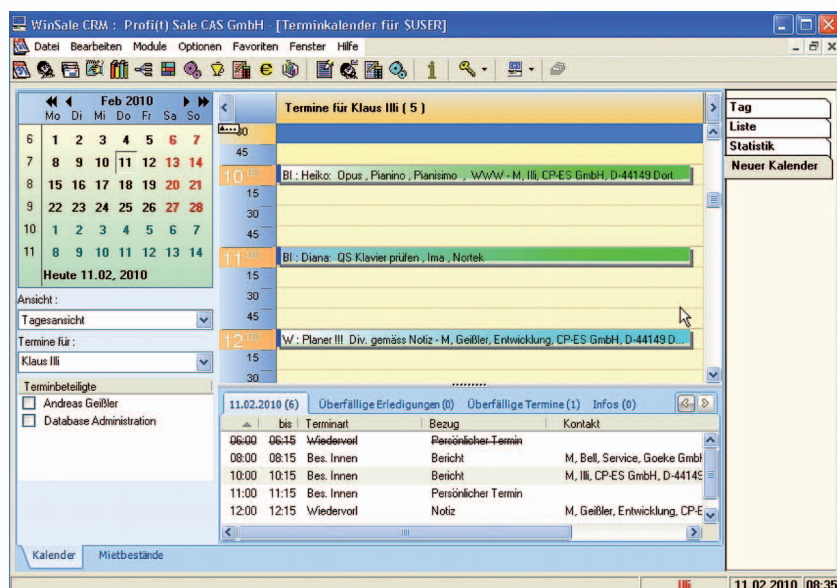 WinSale CRM : Profi(t) Sale CAS GmbH - [Terminkalender für $USER]
Datei Bearbeiten Module Optionen Favoriten Fenster Hilfe
Feb 2010
Mo Di Mi Do Fr Sa So
6 1 2 3 4 5 6 7
7 8 9 10 11 12 13 14
8 15 16 17 18 19 20 21
9 22 23 24 25 26 27 28
10 1 2 3 4 5 6 7
11 8 9 10 11 12 13 14
Heute 11.02, 2010
Ansicht :
Tagesansicht
Termine für :
Klaus Illi
Terminbeteiligte
Andreas Geißler
Database Administration
Termine für Klaus Illi ( 5 )
30
45
10 00 BI : Heiko: Opus , Pianino , Pianisimo , WWW - M, Illi, CP-ES GmbH, D-44149 Dort...
15
30
45
11 00 BI : Diana: QS Klavier prüfen , Ima , Nortek
15
30
45
12 00 W : Planer !!! Div. gemäss Notiz - M, Geißler, Entwicklung, CP-ES GmbH, D-44149 D...
15
30
Tag
Liste
Statistik
Neuer Kalender
11.02.2010 (6) Überfällige Erledigungen (0) Überfällige Termine (1) Infos (0)
bis Terminart Bezug Kontakt
06:00 06:15 Wiedervorl Persönlicher Termin
08:00 08:15 Bes. Innen Bericht M, Bell, Service, Goeke GmbH
10:00 10:15 Bes. Innen Bericht M, Illi, CP-ES GmbH, D-44149
11:00 11:15 Bes. Innen Persönlicher Termin
12:00 12:15 Wiedervorl Notiz M, Geißler, Entwicklung, CP-E
Kalender Mietbestände
Illi 11.02.2010 08:35